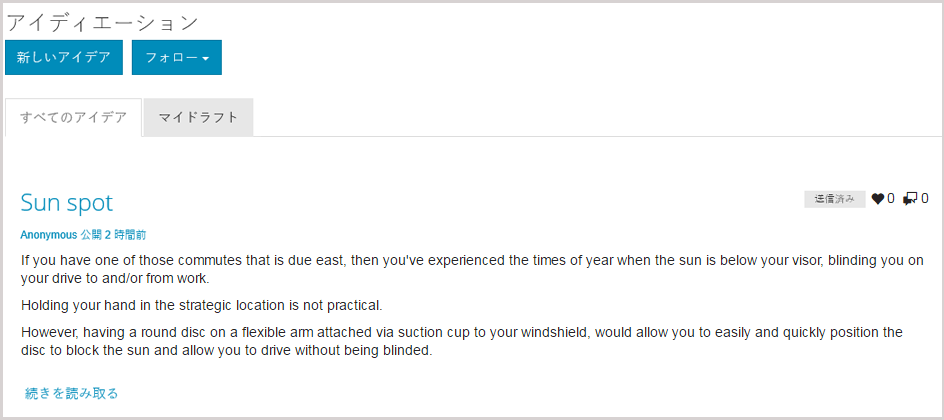 アイディエーション
新しいアイデア フォロー
すべてのアイデア マイドラフト
Sun spot 送信済み 0 0
Anonymous 公開 2 時間前
If you have one of those commutes that is due east, then you've experienced the times of year when the sun is below your visor, blinding you on
your drive to and/or from work.
Holding your hand in the strategic location is not practical.
However, having a round disc on a flexible arm attached via suction cup to your windshield, would allow you to easily and quickly position the
disc to block the sun and allow you to drive without being blinded.
続きを読み取る